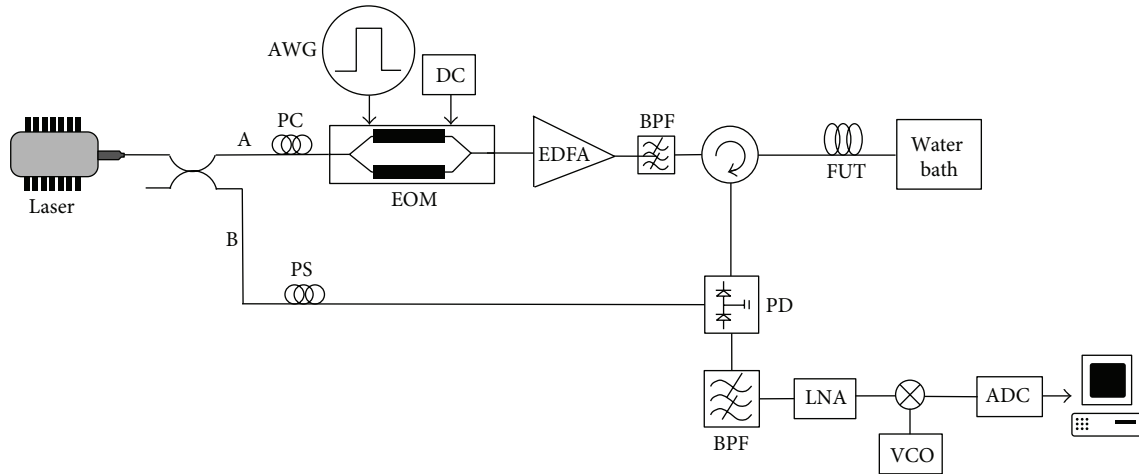 AWG
DC
A
PC
BPF
EDFA
Water
bath
FUT
EOM
Laser
B
PS
PD
LNA
ADC
BPF
VCO